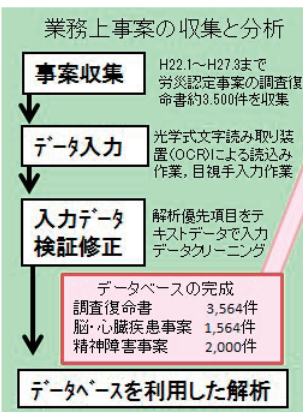 業務上事案の収集と分析
事案収集
H22.1~H27.3まで
労災認定事案の調査復
命書約3.500件を収集
データ入力
光学式文字読み取り装
置(OCR)による読込み
作業,目視手入力作業
入力データ
検証修正
解析優先項目をテ
キストデータで入力
データクリーニング
データベースの完成
調査復命書 3,564件
脳・心臓疾患事案 1,564件
精神障害事案 2,000件
データベースを利用した解析